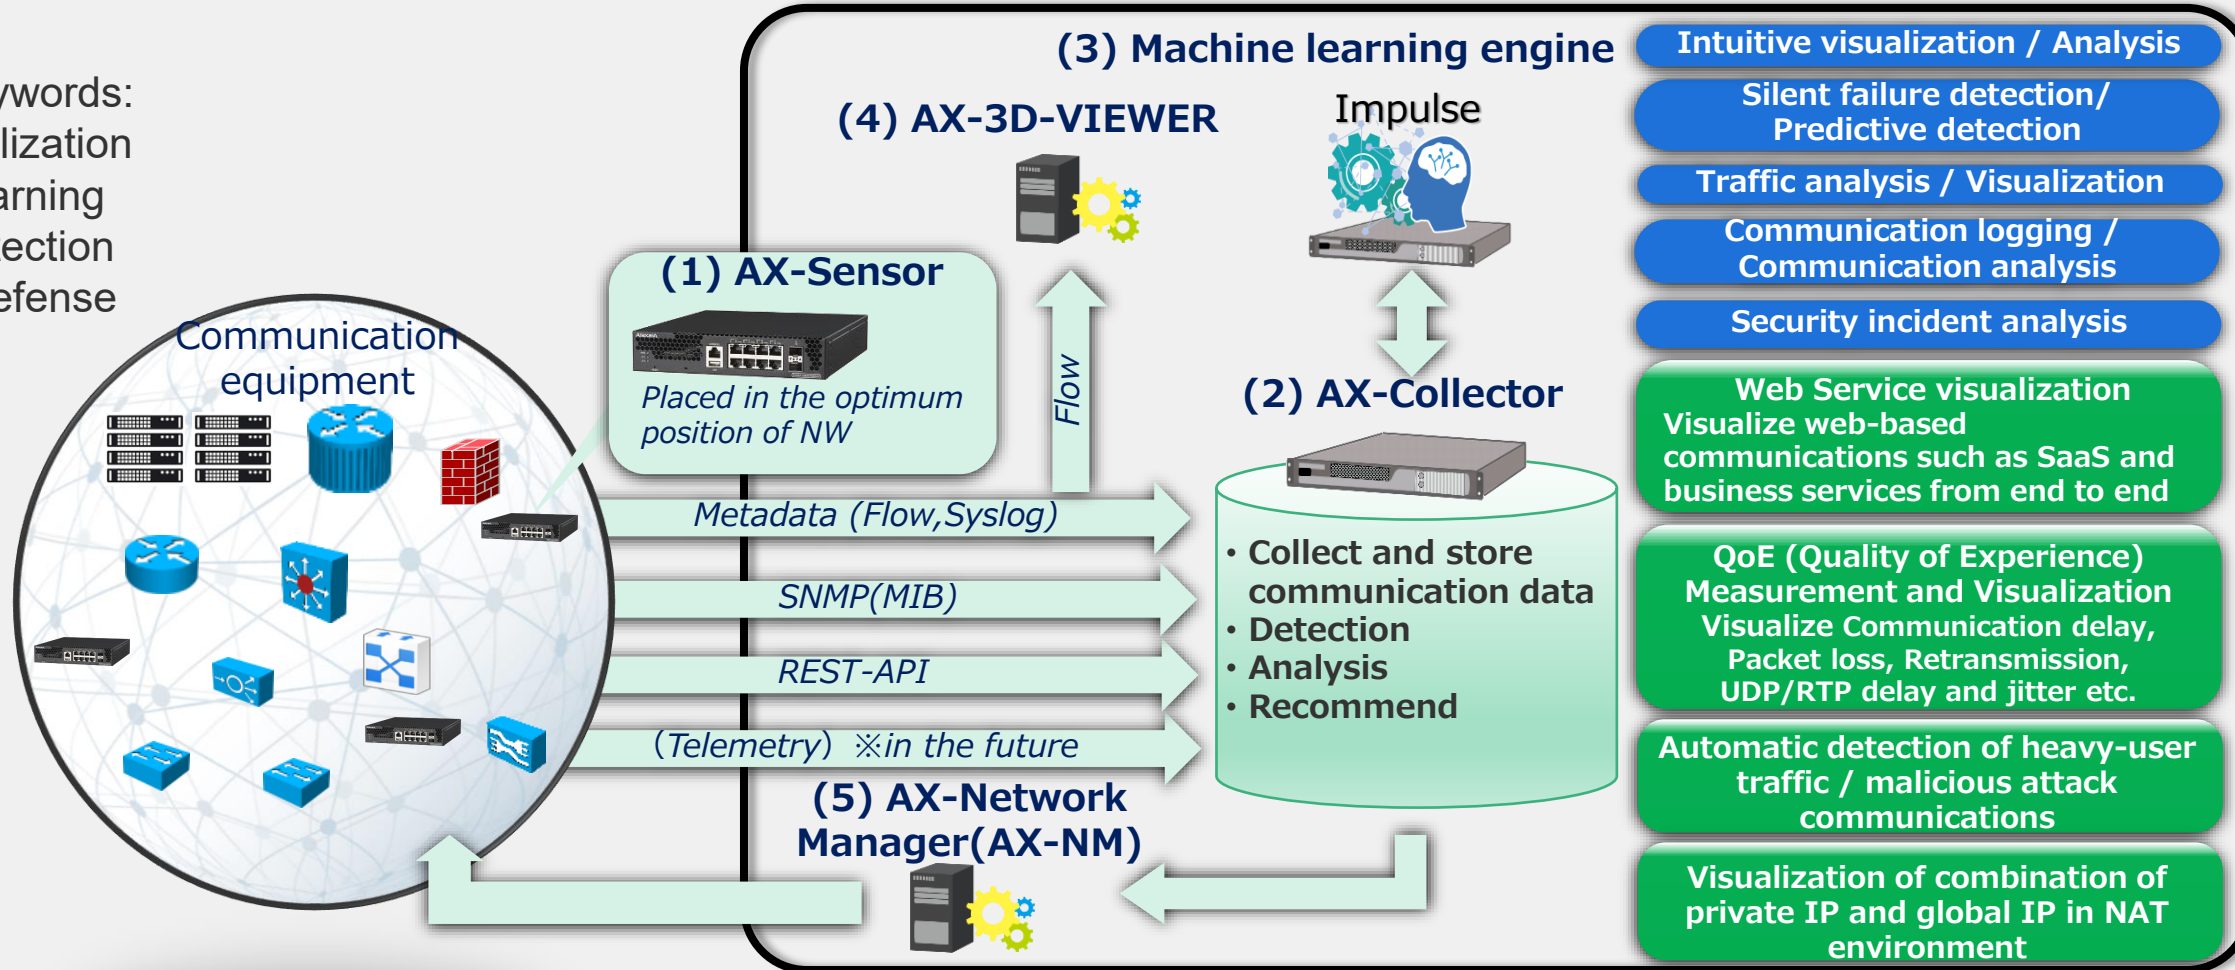 ywords:
lization
arning
tection
efense
Communication
equipment
(1) AX-Sensor
Placed in the optimum
position of NW
(3) Machine learning engine
(4) AX-3D-VIEWER
Impulse
Flow
(2) AX-Collector
Metadata (Flow,Syslog)
SNMP(MIB)
REST-API
(Telemetry) ※in the future
・Collect and store
communication data
・Detection
・Analysis
・Recommend
(5) AX-Network
Manager(AX-NM)
Intuitive visualization / Analysis
Silent failure detection/
Predictive detection
Traffic analysis / Visualization
Communication logging /
Communication analysis
Security incident analysis
Web Service visualization
Visualize web-based
communications such as SaaS and
business services from end to end
QoE (Quality of Experience)
Measurement and Visualization
Visualize Communication delay,
Packet loss, Retransmission,
UDP/RTP delay and jitter etc.
Automatic detection of heavy-user
traffic / malicious attack
communications
Visualization of combination of
private IP and global IP in NAT
environment